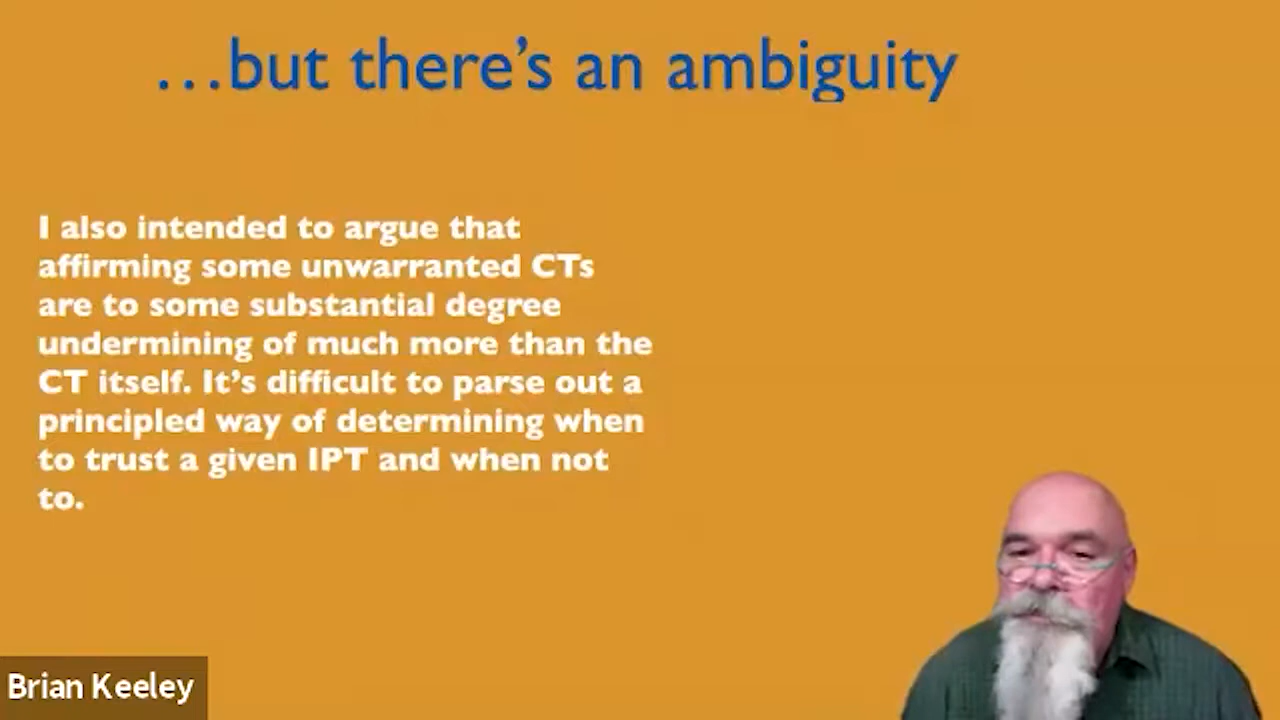 ...but there's an ambiguity
I also intended to argue that
affirming some unwarranted CTs
are to some substantial degree
undermining of much more than the
CT itself. It's difficult to parse out a
principled way of determining when
to trust a given IPT and when not
to.
Brian Keeley